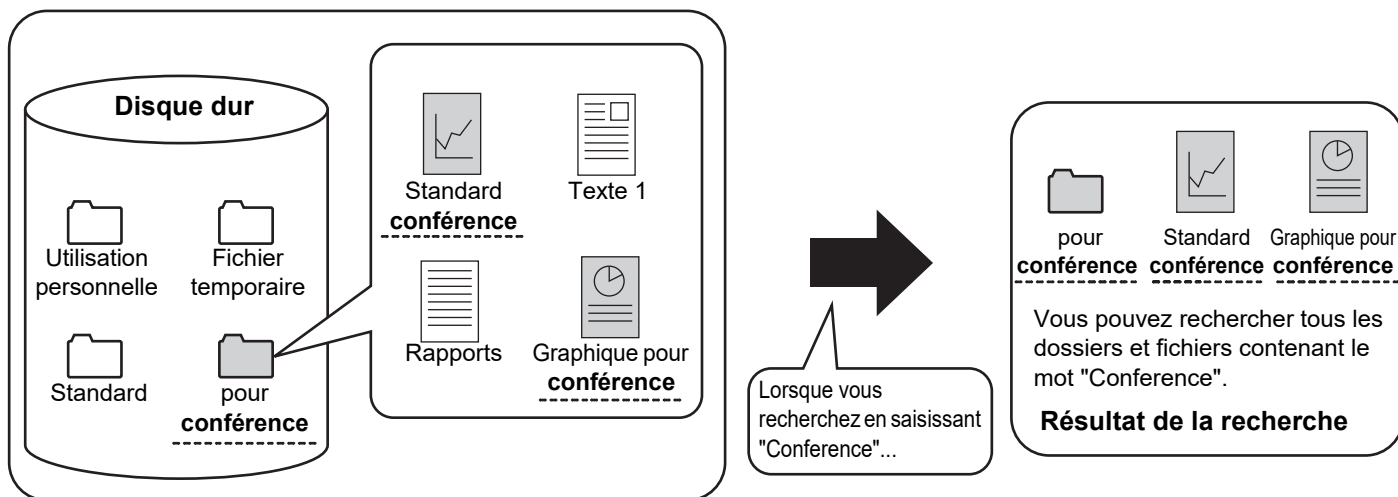 Disque dur
Utilisation
personnelle
Fichier
temporaire
Standard
pour
conférence
Standard
conférence
Texte 1
Rapports
Graphique pour
conférence
Lorsque vous
recherchez en saisissant
"Conference"...
pour
conférence
Standard
conférence
Graphique pour
conférence
Vous pouvez rechercher tous les
dossiers et fichiers contenant le
mot "Conference".
Résultat de la recherche